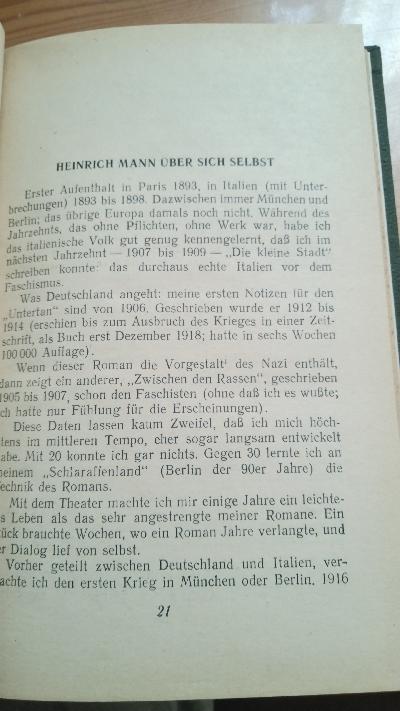 HEINRICH MANN ÜBER SICH SELBST
Erster Aufenthalt in Paris 1893, in Italien (mit Unter-
brechungen) 1893 bis 1898. Dazwischen immer München und
Berlin; das übrige Europa damals noch nicht. Während des
Jahrzehnts, das ohne Pflichten, ohne Werk war, habe ich
das italienische Volk gut genug kennengelernt, daß ich im
nächsten Jahrzehnt — 1907 bis 1909 — „Die kleine Stadt“
schreiben konnte: das durchaus echte Italien vor dem
Faschismus.
Was Deutschland angeht: meine ersten Notizen für den
„Untertan“ sind von 1906. Geschrieben wurde er 1912 bis
1914 (erschien bis zum Ausbruch des Krieges in einer Zeit-
schrift, als Buch erst Dezember 1918; hatte in sechs Wochen
100 000 Auflage).
Wenn dieser Roman die Vorgestalt des Nazi enthält,
dann zeigt ein anderer, „Zwischen den Rassen“, geschrieben
1905 bis 1907, schon den Faschisten (ohne daß ich es wußte;
ich hatte nur Fühlung für die Erscheinungen).
Diese Daten lassen kaum Zweifel, daß ich mich höch-
tens im mittleren Tempo, eher sogar langsam entwickelt
abe. Mit 20 konnte ich gar nichts. Gegen 30 lernte ich an
einem „Schlaraffenland“ (Berlin der 90er Jahre) die
echnik des Romans.
Mit dem Theater machte ich mir einige Jahre ein leichte-
s Leben als das sehr angestrengte meiner Romane. Ein
ück brauchte Wochen, wo ein Roman Jahre verlangte, und
er Dialog lief von selbst.
Vorher geteilt zwischen Deutschland und Italien, ver-
achte ich den ersten Krieg in München oder Berlin. 1916
21